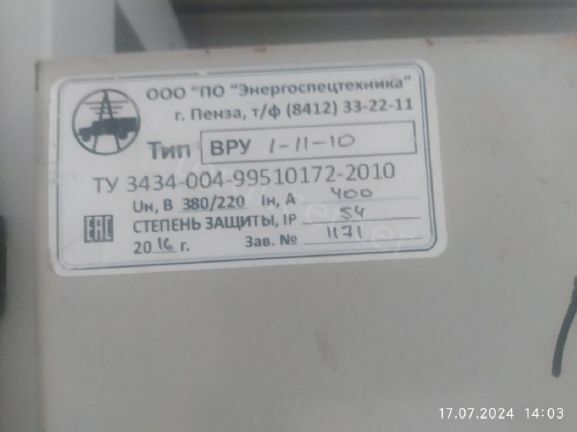 ООО "ПО "Энергоспецтехника"
г. Пенза, т/ф (8412) 33-22-11
Тип ВРУ 1-11-10
ТУ 3434-004-99510172-2010
Uн, В 380/220 Iн, А 400
СТЕПЕНЬ ЗАЩИТЫ, IP 54
2016 г. Зав. № 1171
EAC
17.07.2024 14:03